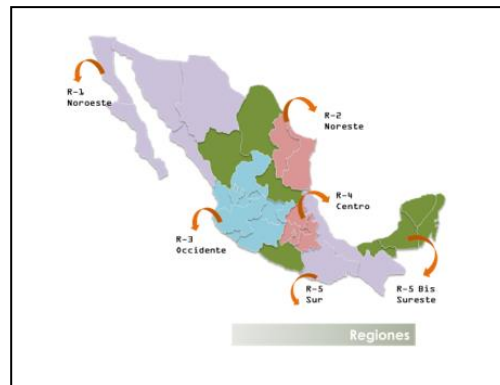 R-1
Noroeste
R-2
Noreste
R-4
Centro
R-3
Occidente
R-5
Sur
R-5 Bis
Sureste
Regiones